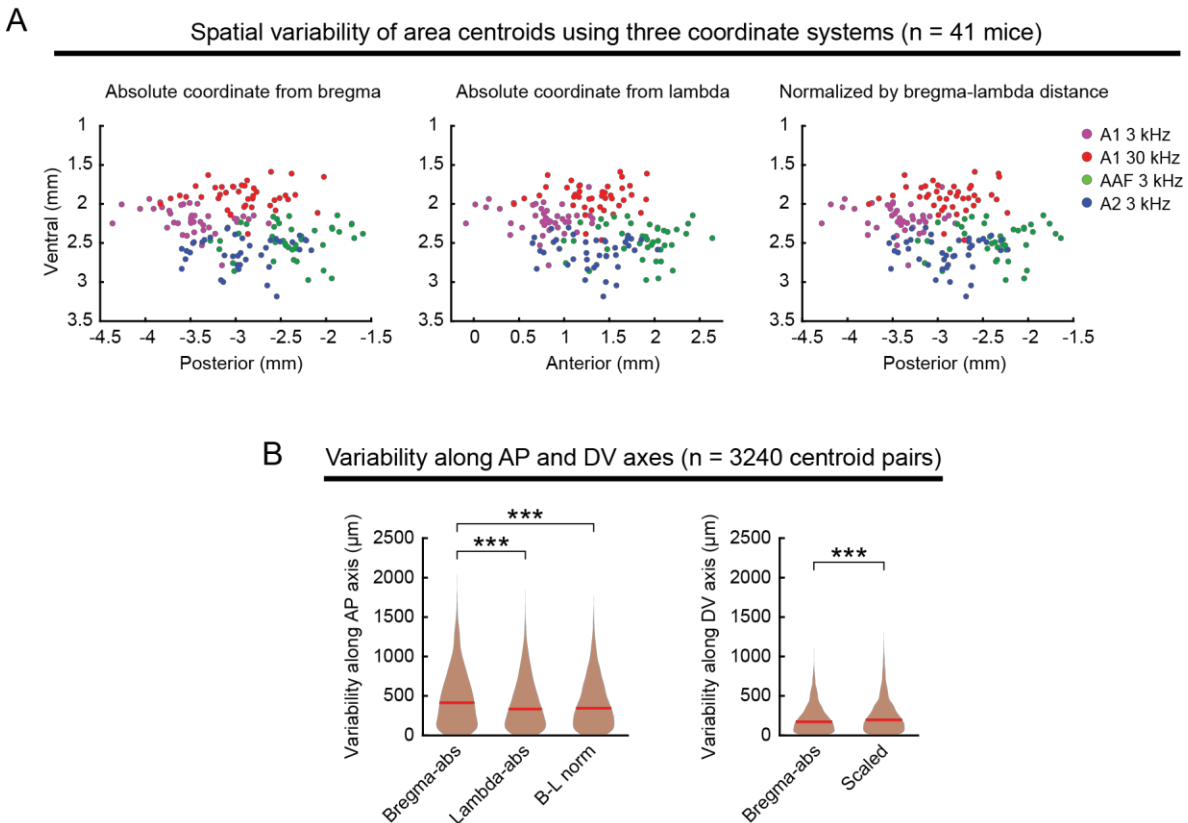 A
Spatial variability of area centroids using three coordinate systems (n = 41 mice)
Absolute coordinate from bregma
Absolute coordinate from lambda
Normalized by bregma-lambda distance
Ventral (mm)
1
1.5
2
2.5
3
3.5
-4.5 -4 -3.5 -3 -2.5 -2 -1.5
Posterior (mm)
1
1.5
2
2.5
3
3.5
0 0.5 1 1.5 2 2.5
Anterior (mm)
1
1.5
2
2.5
3
3.5
-4.5 -4 -3.5 -3 -2.5 -2 -1.5
Posterior (mm)
A1 3 kHz
A1 30 kHz
AAF 3 kHz
A2 3 kHz
B
Variability along AP and DV axes (n = 3240 centroid pairs)
Variability along AP axis (μm)
2500
2000
1500
1000
500
0
***
***
Bregma-abs
Lambda-abs
B-L norm
Variability along DV axis (μm)
2500
2000
1500
1000
500
0
***
Bregma-abs
Scaled